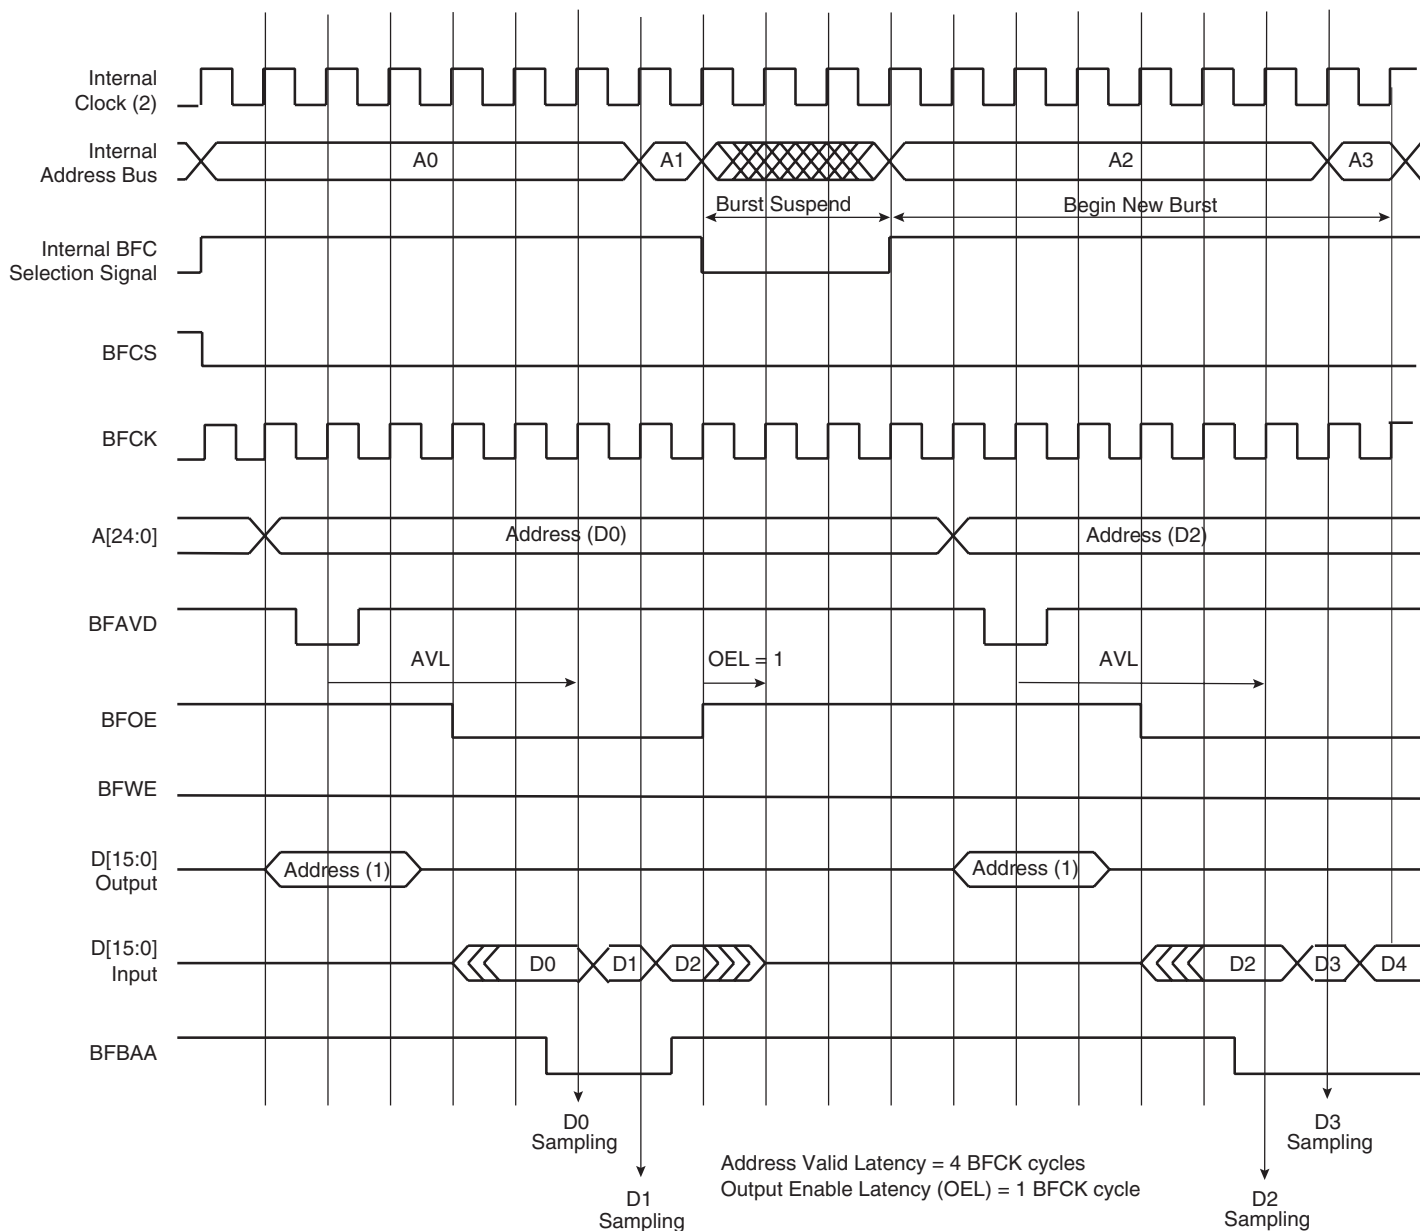 Internal
Clock (2)
Internal
Address Bus
A0
A1
A2
A3
Burst Suspend
Begin New Burst
Internal BFC
Selection Signal
BFCS
BFCK
A[24:0]
Address (D0)
Address (D2)
BFAVD
AVL
OEL = 1
AVL
BFOE
BFWE
D[15:0]
Output
Address (1)
Address (1)
D[15:0]
Input
D0
D1
D2
D2
D3
D4
BFBAA
D0
Sampling
D3
Sampling
Address Valid Latency = 4 BFCK cycles
Output Enable Latency (OEL) = 1 BFCK cycle
D1
Sampling
D2
Sampling